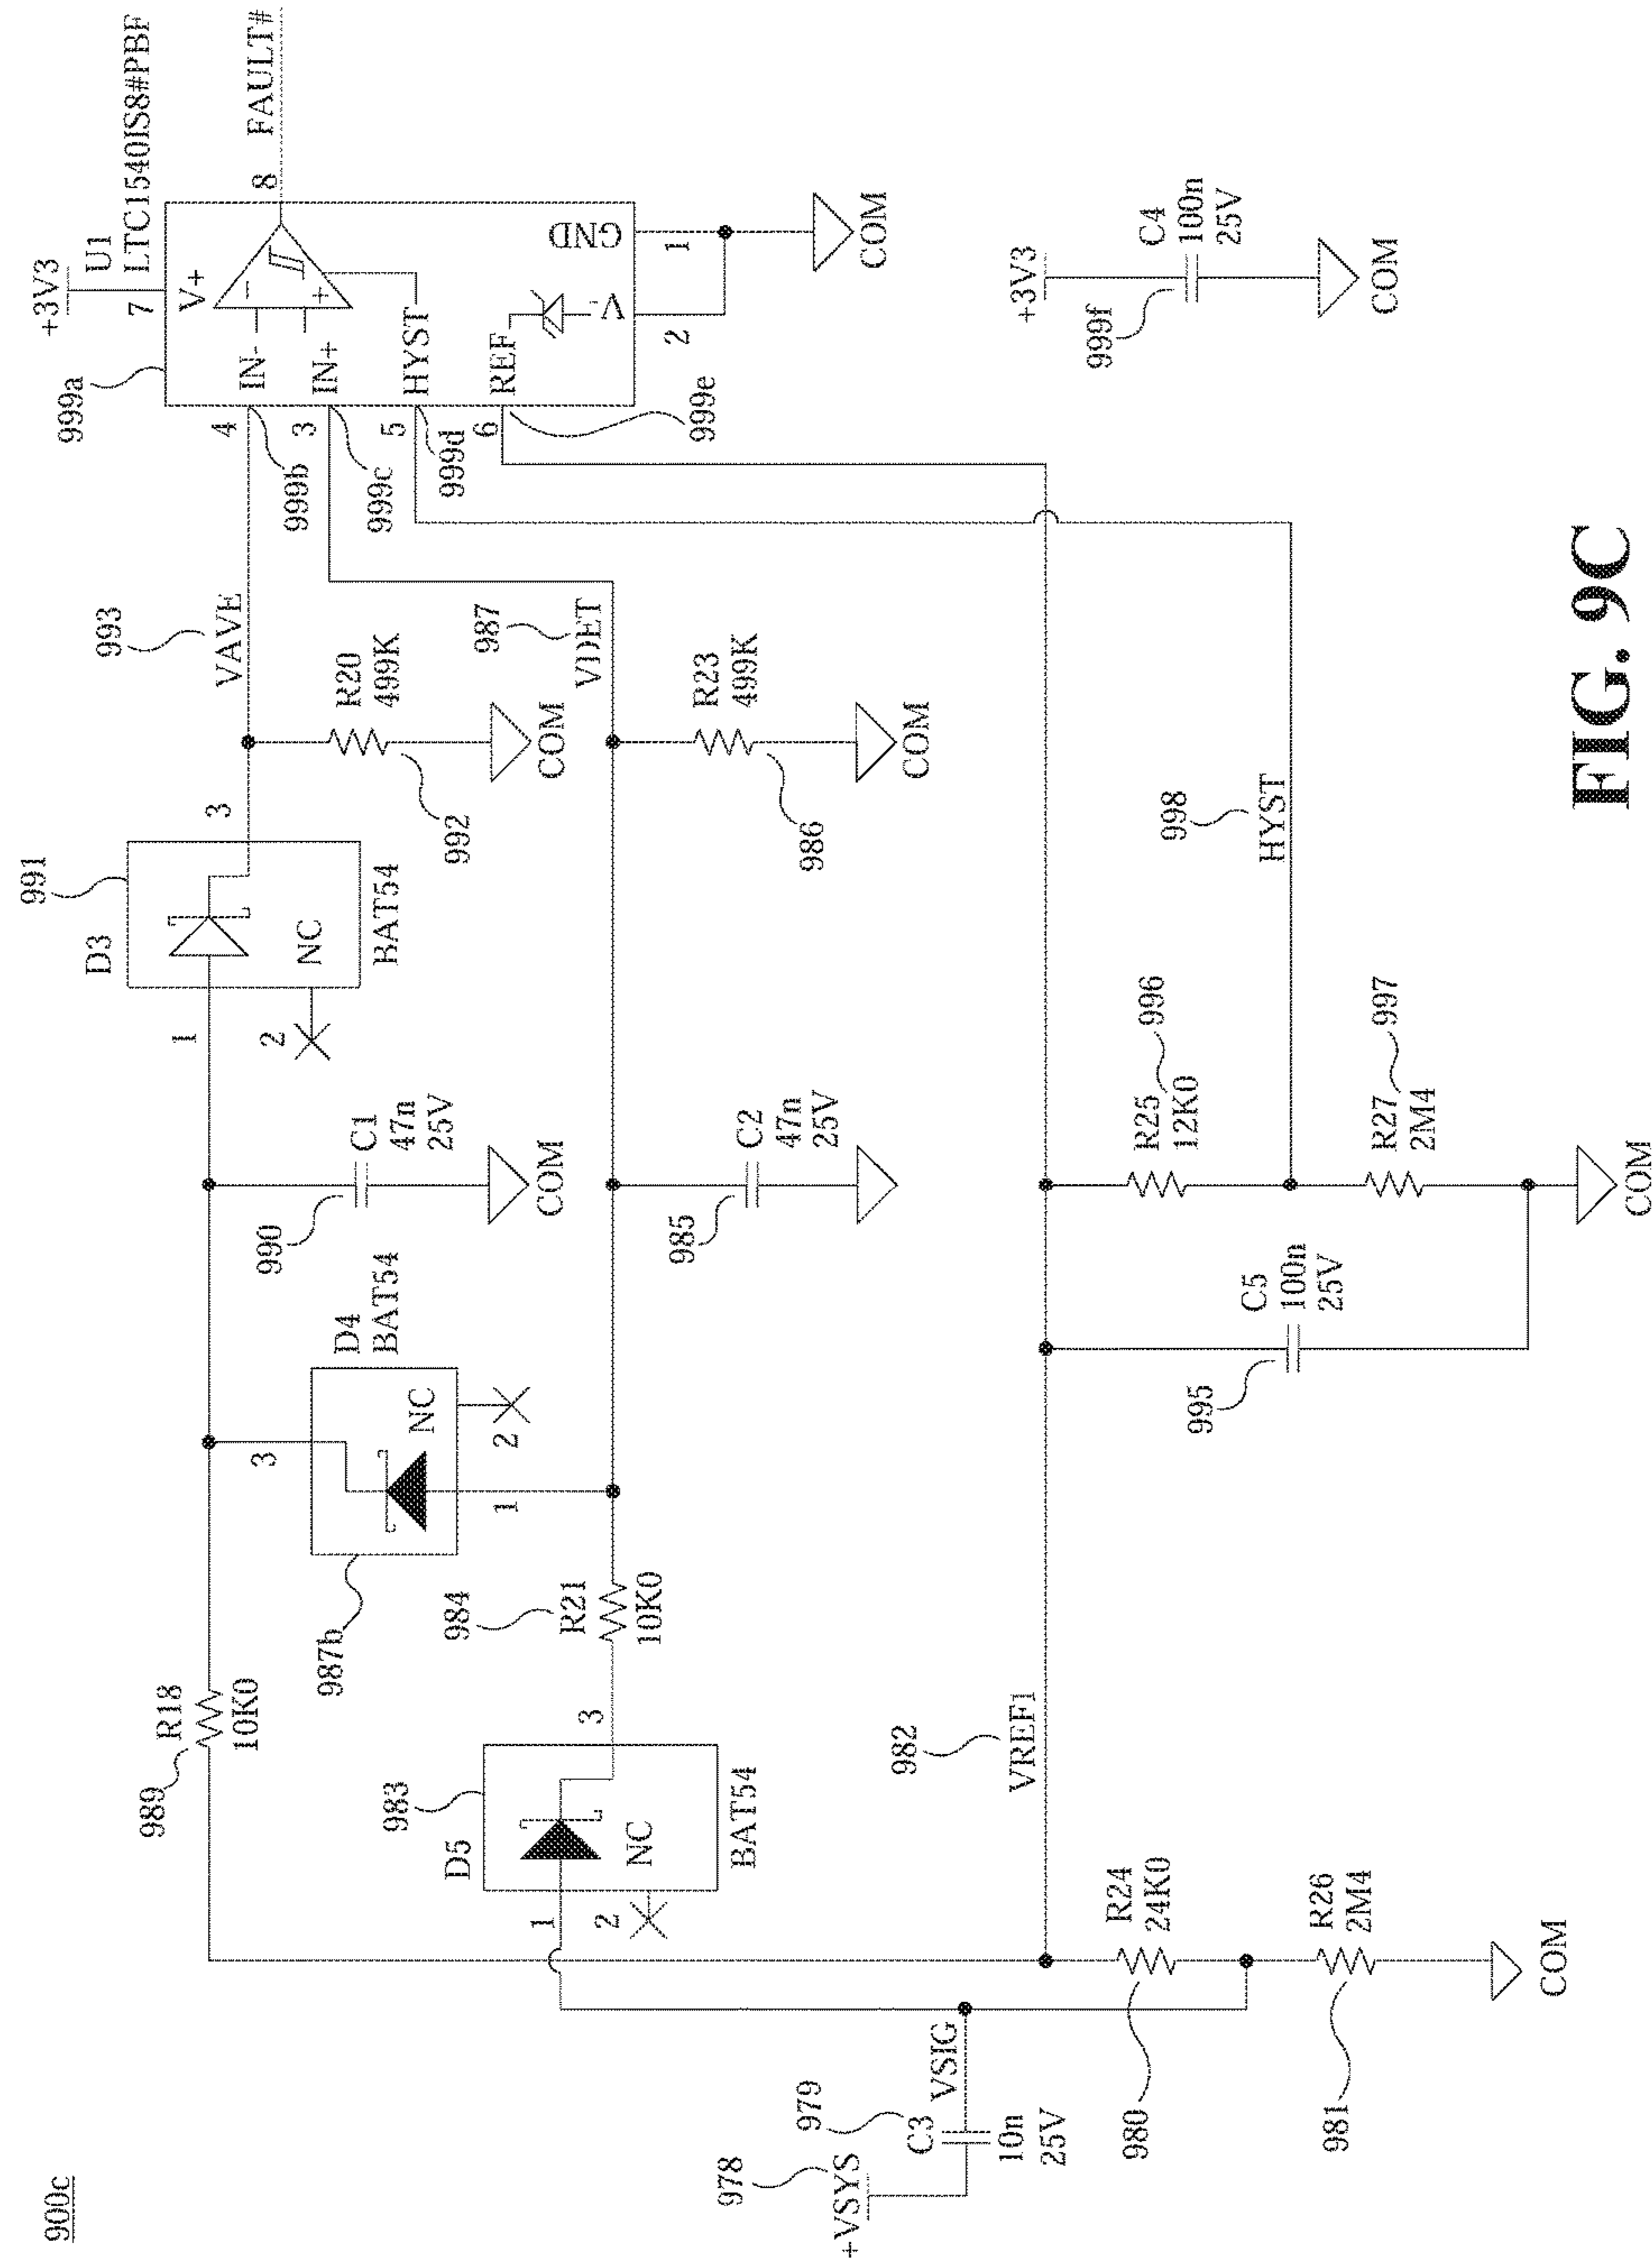 900c
FIG. 9C
978
+VSYS
979
C3
10n
25V
VSIG
980
R24
24K0
981
R26
2M4
COM
982
VREF1
983
D5
1
2
NC
3
BAT54
984
R21
10K0
989
R18
10K0
987b
D4
BAT54
3
NC
2
1
990
C1
47n
25V
COM
985
C2
47n
25V
991
D3
1
2
NC
3
BAT54
992
R20
499K
COM
993
VAVE
986
R23
499K
COM
987
VDET
995
C5
100n
25V
R25
12K0
996
R27
2M4
997
COM
998
HYST
999a
+3V3
7
U1
LTC1540IS8#PBF
V+
4
IN-
999b
3
IN+
999c
5
HYST
999d
6
REF
999e
-
+
V-
2
GND
1
COM
8
FAULT#
+3V3
999f
C4
100n
25V
COM